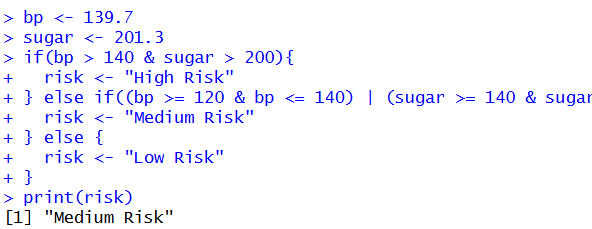 > bp <- 139.7
> sugar <- 201.3
> if(bp > 140 & sugar > 200){
+   risk <- "High Risk"
+ } else if((bp >= 120 & bp <= 140) | (sugar >= 140 & sugar
+   risk <- "Medium Risk"
+ } else {
+   risk <- "Low Risk"
+ }
> print(risk)
[1] "Medium Risk"